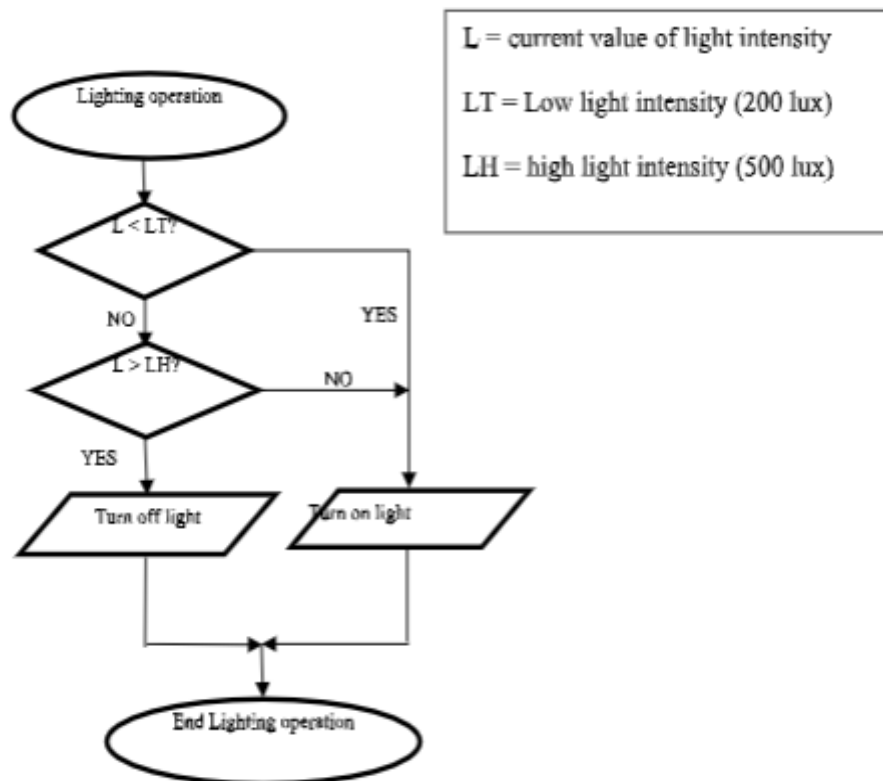 L = current value of light intensity
LT = Low light intensity (200 lux)
LH = high light intensity (500 lux)
Lighting operation
L < LT?
NO
YES
L > LH?
NO
YES
Turn off light
Turn on light
End Lighting operation